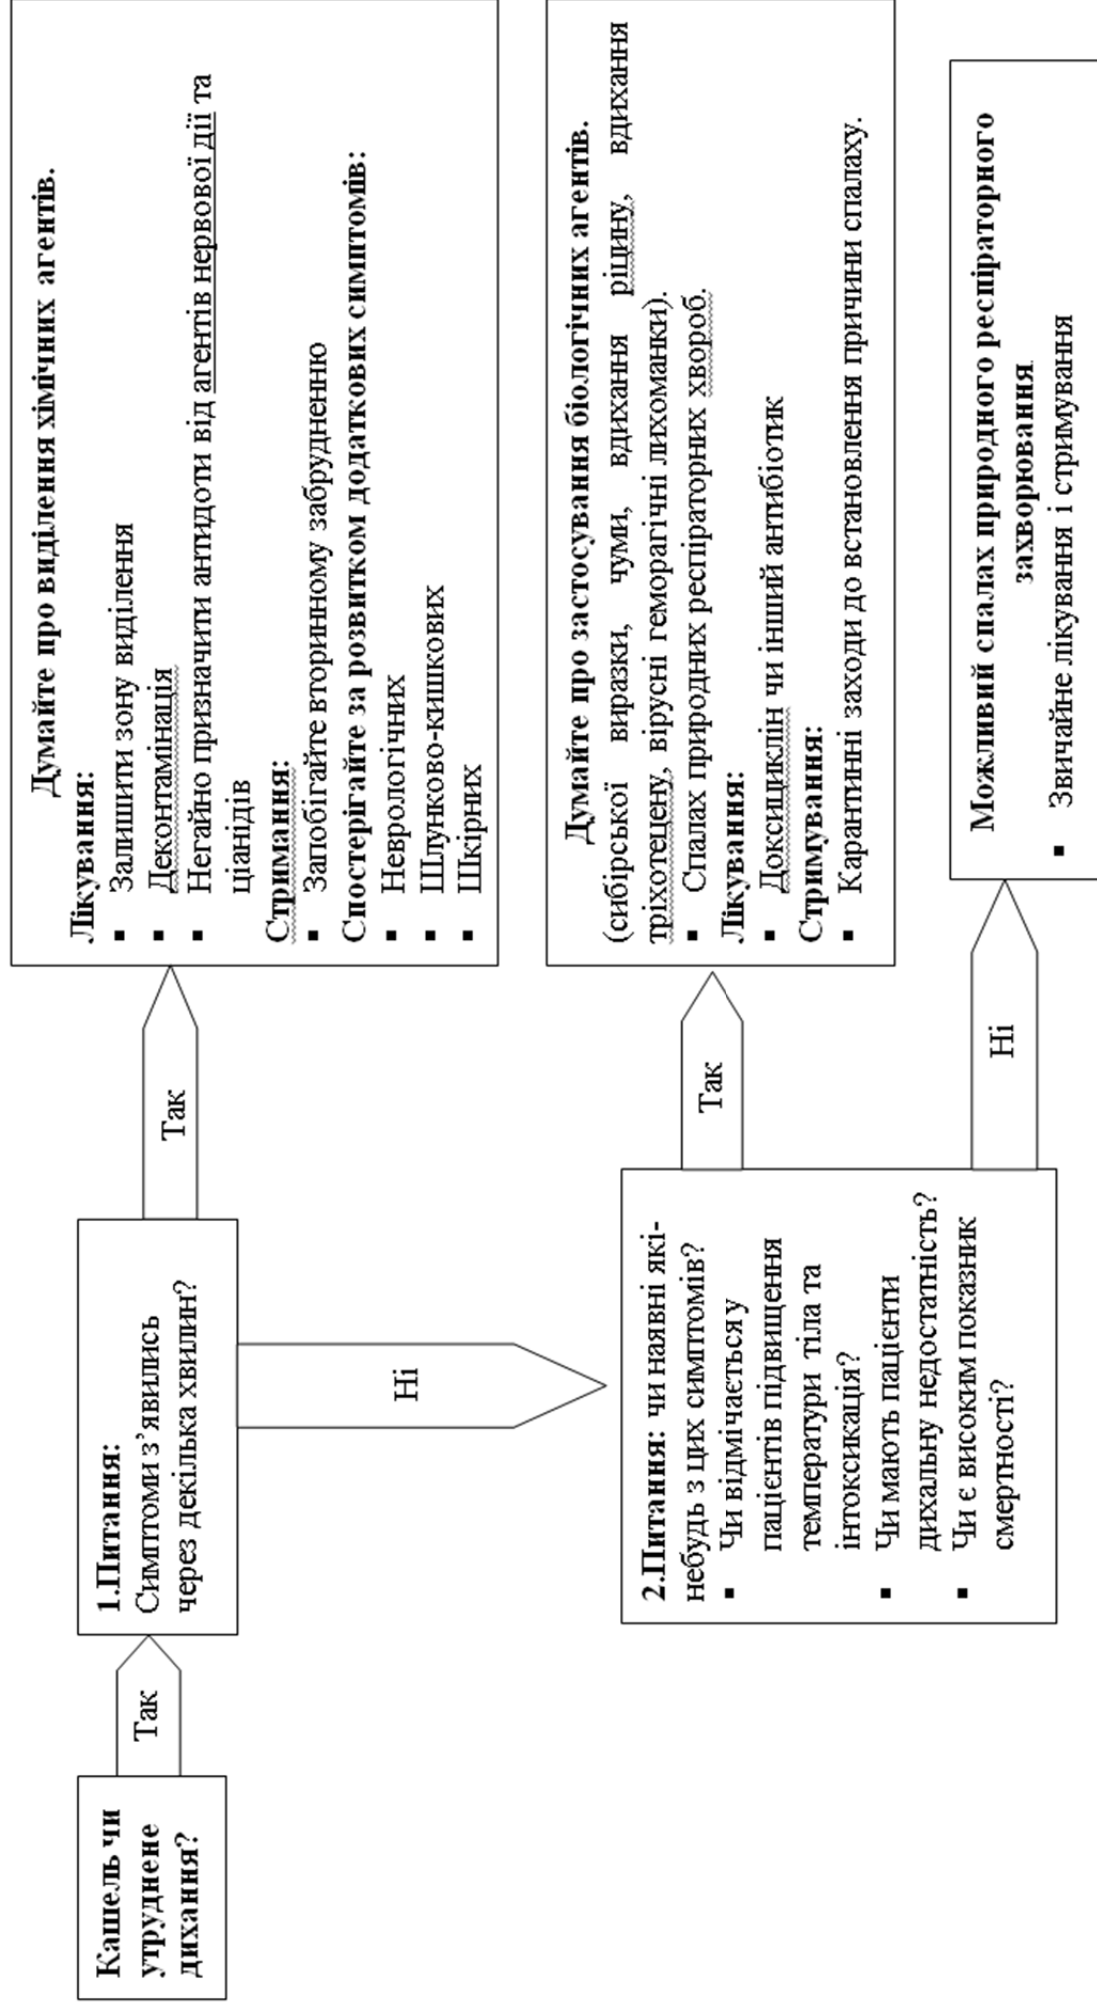 Кашель чи
утруднене
дихання?
Так
1.Питання:
Симптоми з’явились
через декілька хвилин?
Так
Думайте про виділення хімічних агентів.
Лікування:
▪ Залишити зону виділення
▪ Деконтамінація
▪ Негайно призначити антидоти від агентів нервової дії та
ціанідів
Стримання:
▪ Запобігайте вторинному забрудненню
Спостерігайте за розвитком додаткових симптомів:
▪ Неврологічних
▪ Шлунково-кишкових
▪ Шкірних
Ні
2.Питання: чи наявні які-
небудь з цих симптомів?
▪ Чи відмічається у
пацієнтів підвищення
температури тіла та
інтоксикація?
▪ Чи мають пацієнти
дихальну недостатність?
▪ Чи є високим показник
смертності?
Так
Думайте про застосування біологічних агентів.
(сибірської виразки, чуми, вдихання ріцину, вдихання
тріхотецену, вірусні геморагічні лихоманки).
▪ Спалах природних респіраторних хвороб.
Лікування:
▪ Доксициклін чи інший антибіотик
Стримування:
▪ Карантинні заходи до встановлення причини спалаху.
Ні
Можливий спалах природного респіраторного
захворювання
▪ Звичайне лікування і стримування